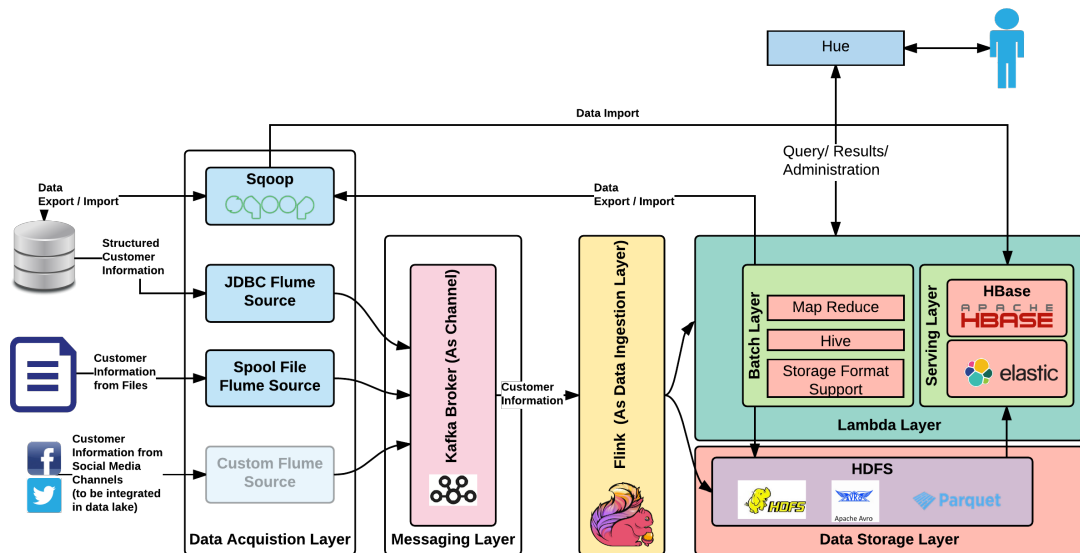 Hue
Data Import
Query/ Results/
Administration
Sqoop
sqoop
Data
Export / Import
Data
Export / Import
Structured
Customer
Information
JDBC Flume
Source
Customer
Information
from Files
Spool File
Flume Source
Customer
Information from
Social Media
Channels
(to be integrated
in data lake)
Custom Flume
Source
Data Acquistion Layer
Kafka Broker (As Channel)
Messaging Layer
Customer
Information
Flink (As Data Ingestion Layer)
Batch Layer
Map Reduce
Hive
Storage Format
Support
Serving Layer
HBase
APACHE
HBASE
elastic
Lambda Layer
HDFS
HDFS
AVRO
Apache Avro
Parquet
Data Storage Layer